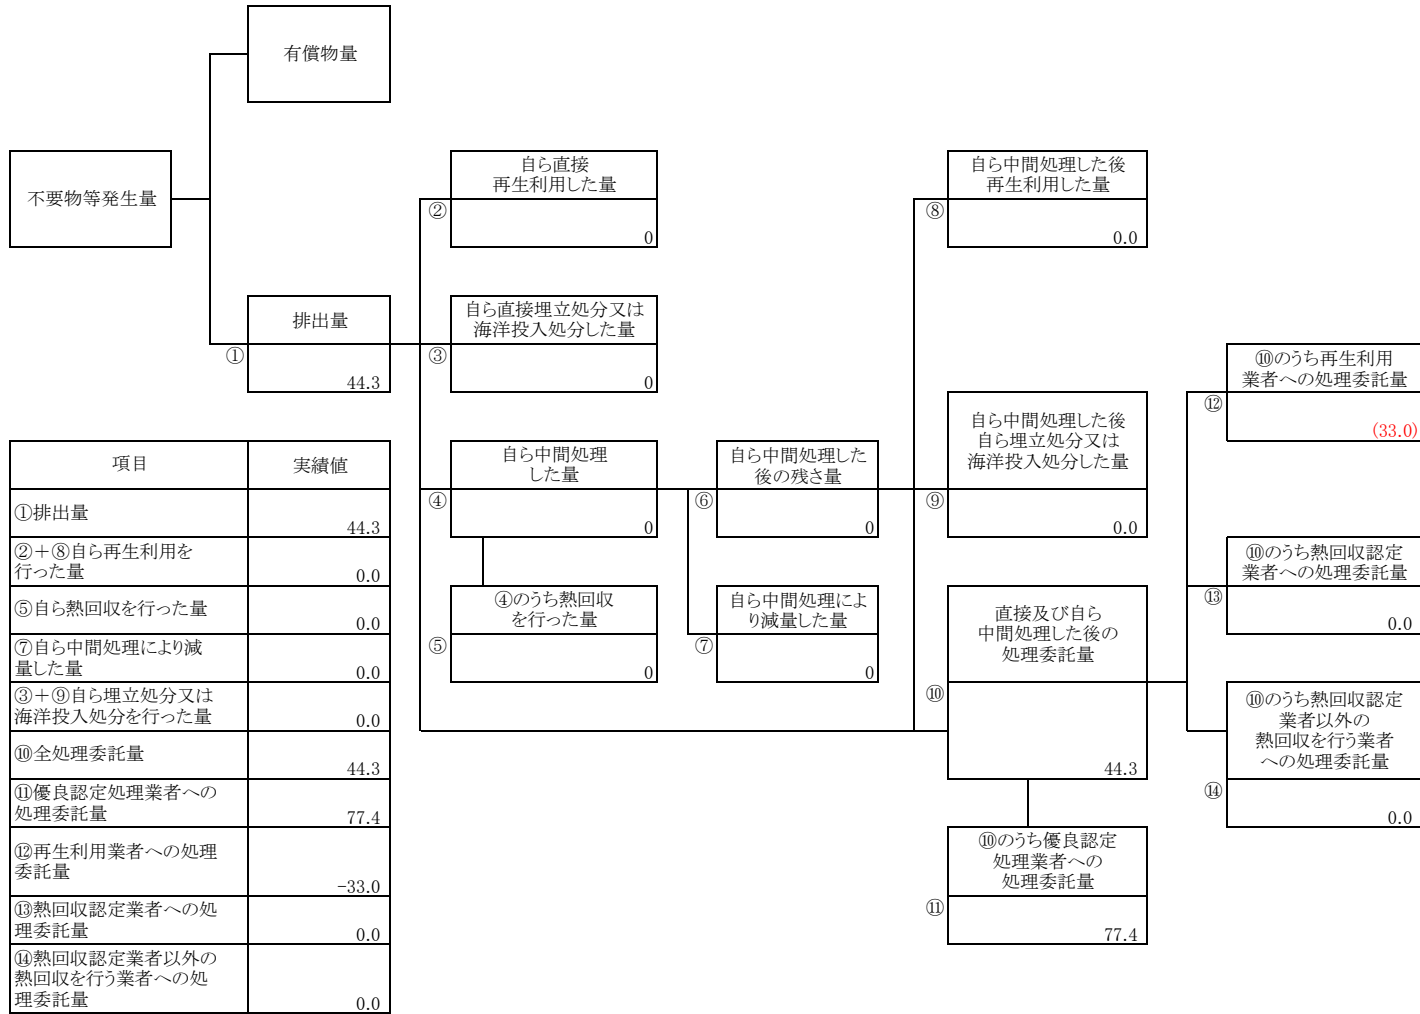 有償物量
不要物等発生量
自ら直接
再生利用した量
②
0
自ら中間処理した後
再生利用した量
⑧
0.0
排出量
①
44.3
自ら直接埋立処分又は
海洋投入処分した量
③
0
⑩のうち再生利用
業者への処理委託量
⑫
(33.0)
自ら中間処理
した量
④
0
自ら中間処理した
後の残さ量
⑥
0
自ら中間処理した後
自ら埋立処分又は
海洋投入処分した量
⑨
0.0
⑩のうち熱回収認定
業者への処理委託量
⑬
0.0
④のうち熱回収
を行った量
⑤
0
自ら中間処理によ
り減量した量
⑦
0
直接及び自ら
中間処理した後の
処理委託量
⑩
44.3
⑩のうち熱回収認定
業者以外の
熱回収を行う業者
への処理委託量
⑭
0.0
⑩のうち優良認定
処理業者への
処理委託量
⑪
77.4
項目 実績値
①排出量
44.3
②＋⑧自ら再生利用を
行った量 0.0
⑤自ら熱回収を行った量
0.0
⑦自ら中間処理により減
量した量 0.0
③＋⑨自ら埋立処分又は
海洋投入処分を行った量 0.0
⑩全処理委託量
44.3
⑪優良認定処理業者への
処理委託量 77.4
⑫再生利用業者への処理
委託量
-33.0
⑬熱回収認定業者への処
理委託量 0.0
⑭熱回収認定業者以外の
熱回収を行う業者への処
理委託量 0.0